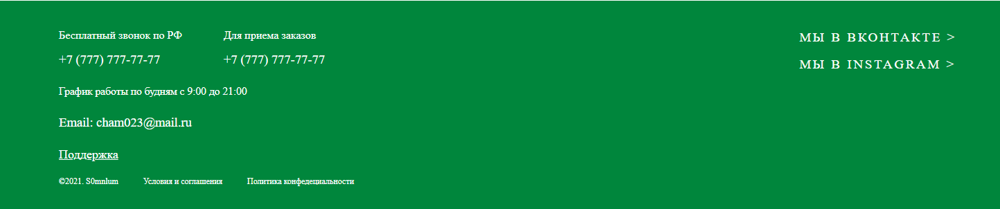 Бесплатный звонок по РФ
Для приема заказов
+7 (777) 777-77-77
+7 (777) 777-77-77
График работы по будням с 9:00 до 21:00
Email: cham023@mail.ru
Поддержка
©2021. S0mnlum
Условия и соглашения
Политика конфедециальности
МЫ В ВКОНТАКТЕ >
МЫ В INSTAGRAM >